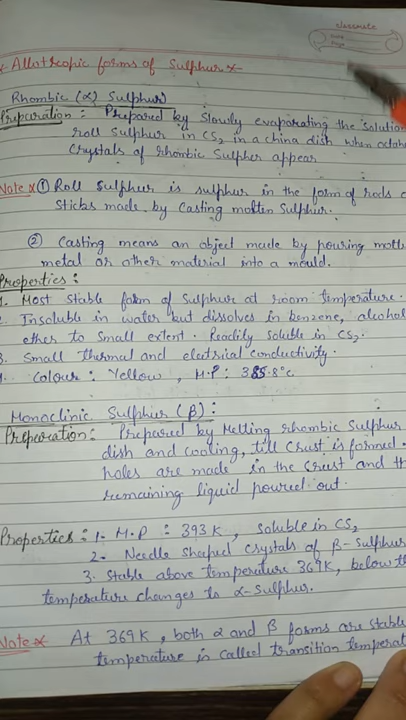 * Allotropic forms of Sulphur *
Rhombic (α) Sulphur
Preparation : Prepared by slowly evaporating the solution
roll sulphur in CS2 in a china dish when octahe
Crystals of rhombic Sulpher appear
Note * ① Roll Sulphur is sulphur in the form of rods o
Sticks made by Casting molten Sulphur.
② Casting means an object made by pouring molte
metal or other material into a mould.
Properties :
1. Most stable form of Sulphur at room temperature.
2. Insoluble in water but dissolves in benzene, alcohol
ether to small extent. Readily soluble in CS2.
3. Small thermal and electrical conductivity.
4. Colour : Yellow , M.P : 385.8°C
Monoclinic Sulphur (β) :
Preparation : Prepared by Melting rhombic Sulphur
dish and cooling, till Crust is formed.
holes are made in the crust and th
remaining liquid poured out.
Properties : 1. M.P : 393 K , soluble in CS2
2. Needle Shaped Crystals of β-Sulphur
3. Stable above temperature 369K, below th
temperature changes to α-Sulphur.
Note * At 369K , both α and β forms are stable
temperature is called transition temperat